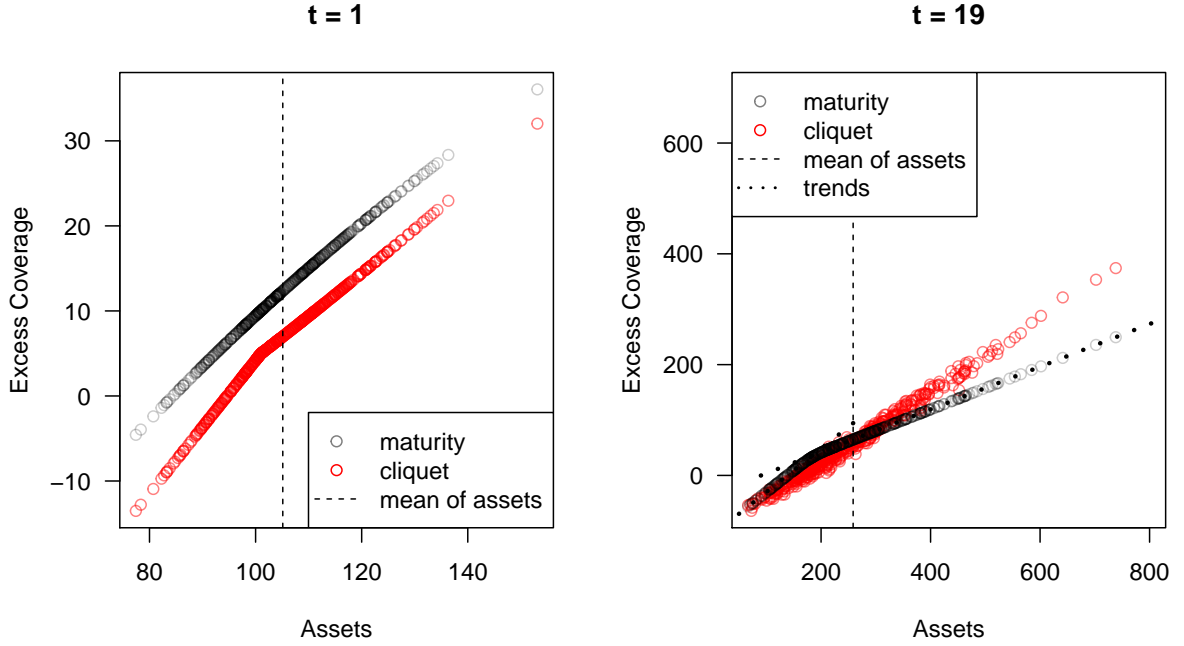 t = 1
Excess Coverage
30
20
10
0
−10
80
100
120
140
Assets
maturity
cliquet
mean of assets
t = 19
Excess Coverage
600
400
200
0
200
400
600
800
Assets
maturity
cliquet
mean of assets
trends